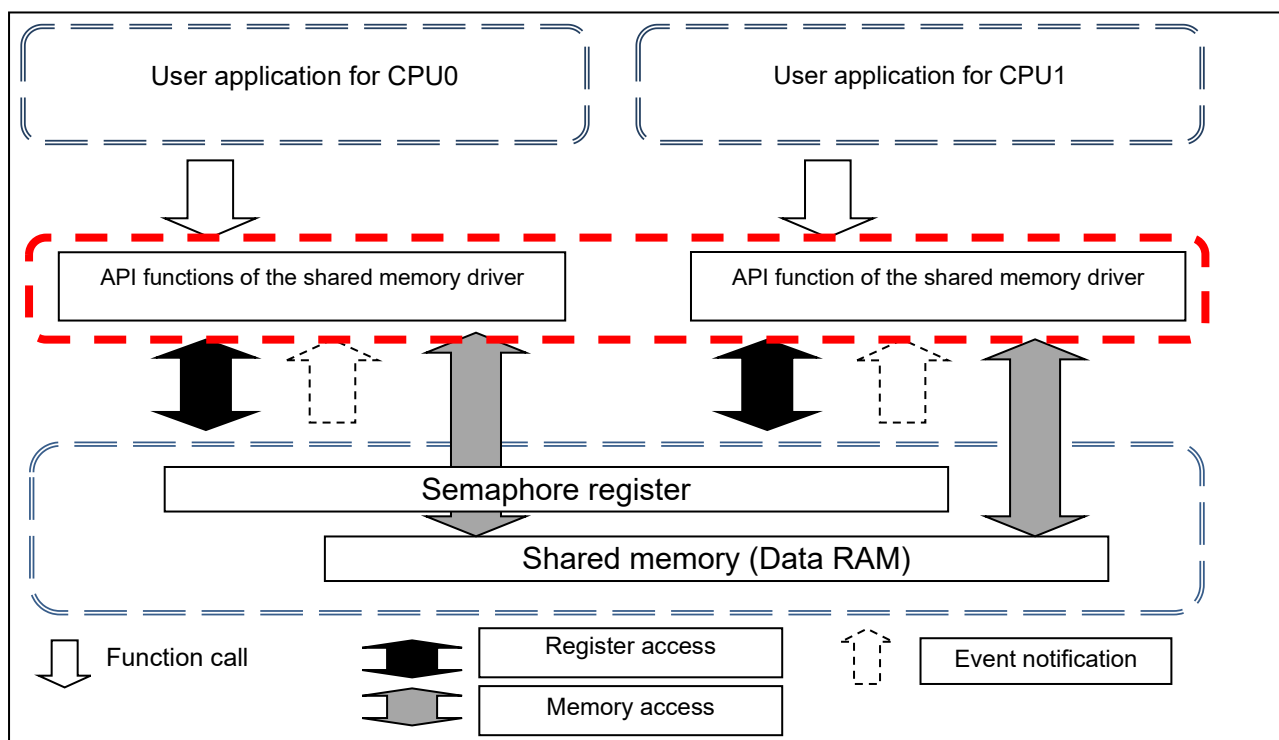 User application for CPU0
User application for CPU1
API functions of the shared memory driver
API function of the shared memory driver
Semaphore register
Shared memory (Data RAM)
Function call
Register access
Event notification
Memory access